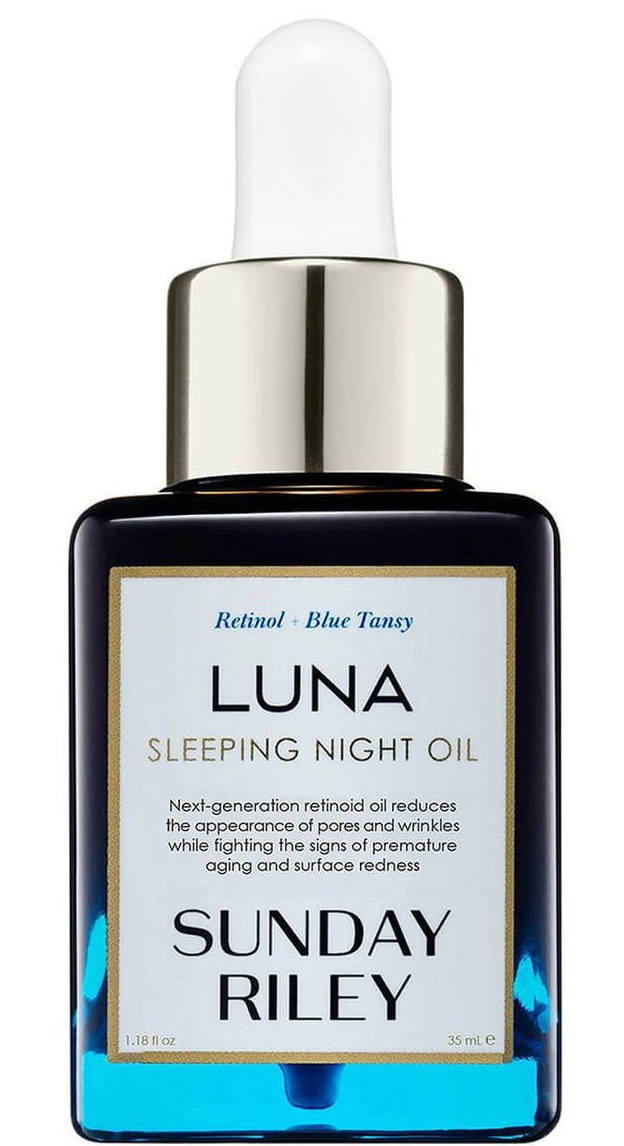 Retinol + Blue Tansy
LUNA
SLEEPING NIGHT OIL
Next-generation retinoid oil reduces
the appearance of pores and wrinkles
while fighting the signs of premature
aging and surface redness
SUNDAY
RILEY
1.18 fl oz 35 mL ℮